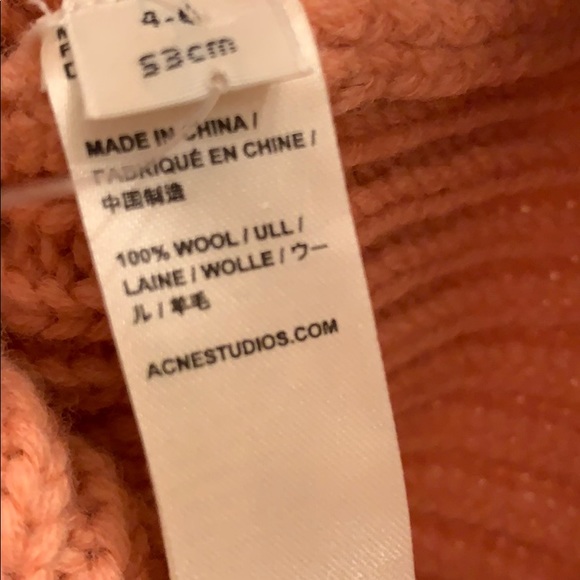 53cm
MADE IN CHINA /
FABRIQUÉ EN CHINE /
中国制造
100% WOOL / ULL /
LAINE / WOLLE / ウー
ル / 羊毛
ACNESTUDIOS.COM